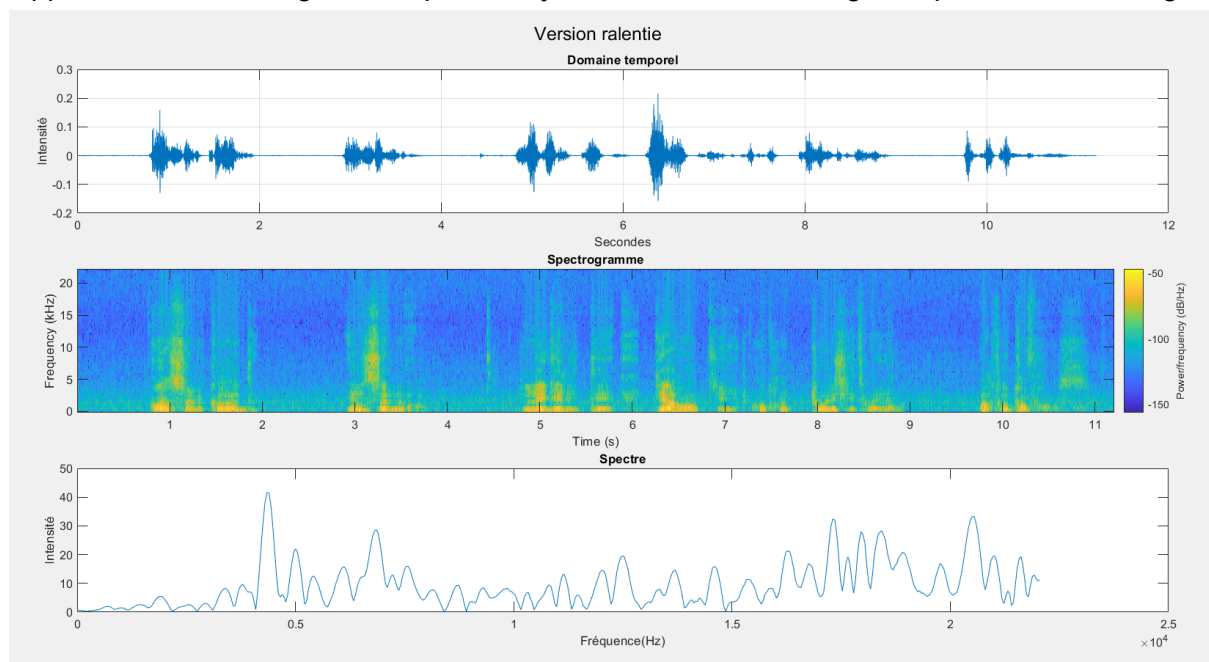 Version ralentie
Domaine temporel
0.3
0.2
0.1
0
-0.1
-0.2
Intensité
0 2 4 6 8 10 12
Secondes
Spectrogramme
20
15
10
5
0
Frequency (kHz)
-50
-100
-150
Power/frequency (dB/Hz)
1 2 3 4 5 6 7 8 9 10 11
Time (s)
Spectre
50
40
30
20
10
0
Intensité
0 0.5 1 1.5 2 2.5
Fréquence(Hz)
×10⁴